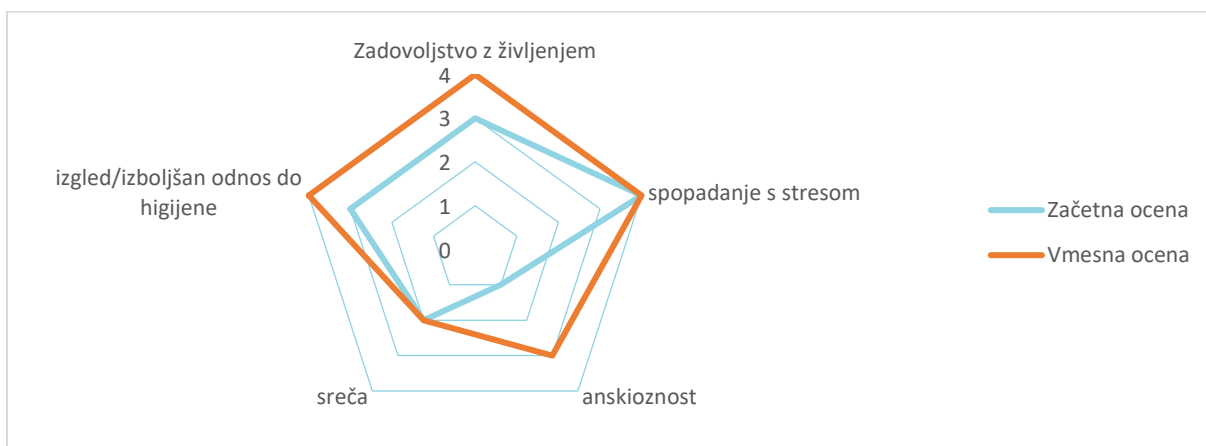 Zadovoljstvo z življenjem
4
3
2
1
0
izgled/izboljšan odnos do
higijene
spopadanje s stresom
sreča
anskioznost
Začetna ocena
Vmesna ocena